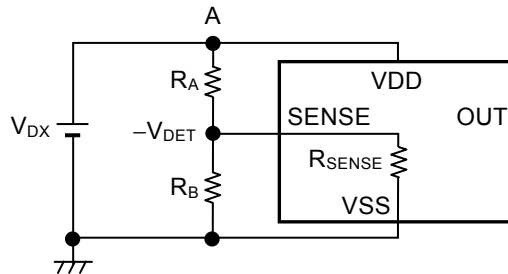 A
RA
VDD
VDX
–VDET
SENSE
OUT
RSENSE
RB
VSS